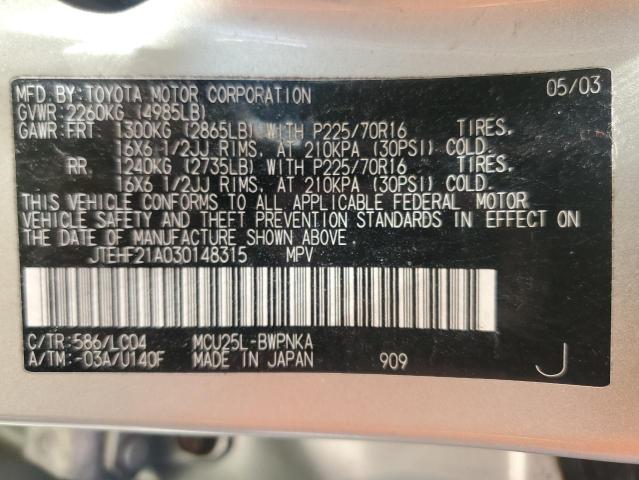 MFD.BY:TOYOTA MOTOR CORPORATION 05/03
GVWR:2260KG (4985LB)
GAWR:FRT. 1300KG (2865LB) WITH P225/70R16 TIRES,
16X6 1/2JJ RIMS, AT 210KPA (30PSI) COLD.
RR. 1240KG (2735LB) WITH P225/70R16 TIRES,
16X6 1/2JJ RIMS, AT 210KPA (30PSI) COLD.
THIS VEHICLE CONFORMS TO ALL APPLICABLE FEDERAL MOTOR
VEHICLE SAFETY AND THEFT PREVENTION STANDARDS IN EFFECT ON
THE DATE OF MANUFACTURE SHOWN ABOVE.
JTEHF21A030148315 MPV
C/TR:586/LC04 MCU25L-BWPNKA
A/TM:-03A/U140F MADE IN JAPAN 909 J